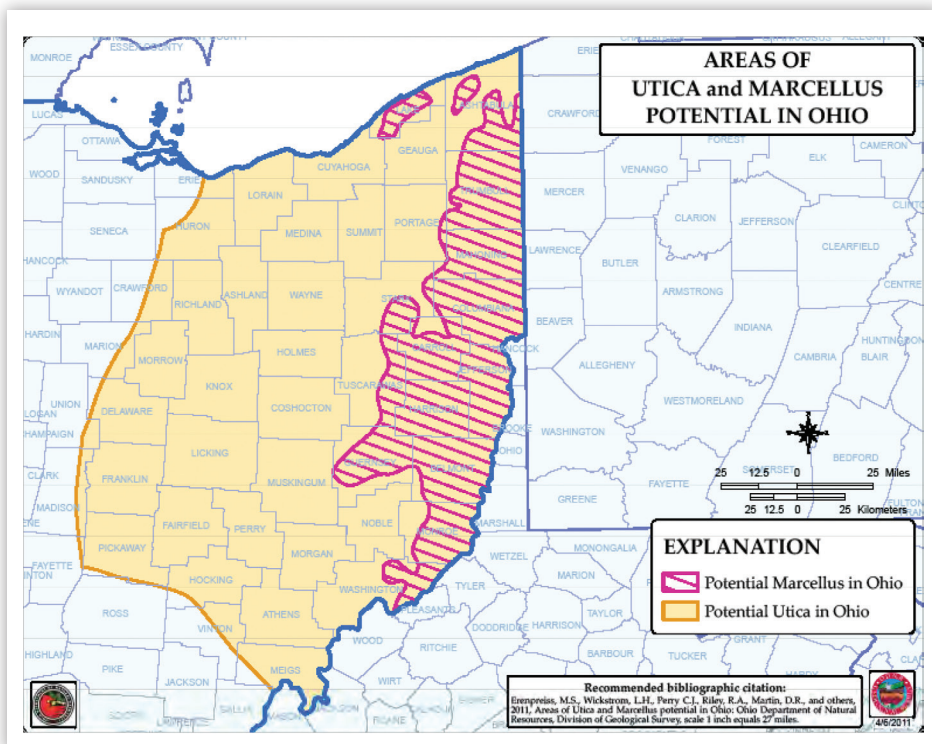 AREAS OF
UTICA and MARCELLUS
POTENTIAL IN OHIO
MONROE
ESSEX COUNTY
ERIE
CRAWFORD
LUCAS
OTTAWA
WOOD
SANDUSKY
ERIE
SENECA
HURON
LORAIN
CUYAHOGA
GEAUGA
LAKE
ASHTABULA
TRUMBULL
MEDINA
SUMMIT
PORTAGE
MAHONING
MERCER
VENANGO
FOREST
ELK
CAMERON
CLARION
JEFFERSON
CLEARFIELD
LAWRENCE
BUTLER
ARMSTRONG
CENTRE
HANCOCK
WYANDOT
CRAWFORD
RICHLAND
ASHLAND
WAYNE
STARK
COLUMBIANA
BEAVER
INDIANA
CAMBRIA
HUNTINGDON
BLAIR
HARDIN
MARION
MORROW
HOLMES
CARROLL
JEFFERSON
ALLEGHENY
UNION
DELAWARE
KNOX
COSHOCTON
TUSCARAWAS
HARRISON
BROOKE
WASHINGTON
WESTMORELAND
LOGAN
CLARK
MADISON
FRANKLIN
LICKING
MUSKINGUM
GUERNSEY
BELMONT
OHIO
GREENE
FAYETTE
SOMERSET
BEDFORD
25 12.5 0 25 Miles
25 12.5 0 25 Kilometers
FAYETTE
PICKAWAY
FAIRFIELD
PERRY
MORGAN
NOBLE
MONROE
MARSHALL
WETZEL
MONONGALIA
HOCKING
WASHINGTON
TYLER
MARION
ROSS
VINTON
ATHENS
WOOD
PLEASANTS
RITCHIE
DODDRIDGE
HARRISON
TAYLOR
BARBOUR
TUCKER
GRANT
HIGHLAND
PIKE
JACKSON
MEIGS
WIRT
EXPLANATION
Potential Marcellus in Ohio
Potential Utica in Ohio
Recommended bibliographic citation:
Erenpreiss, M.S., Wickstrom, L.H., Perry C.J., Riley, R.A., Martin, D.R., and others,
2011, Areas of Utica and Marcellus potential in Ohio: Ohio Department of Natural
Resources, Division of Geological Survey, scale 1 inch equals 27 miles.
4/6/2011